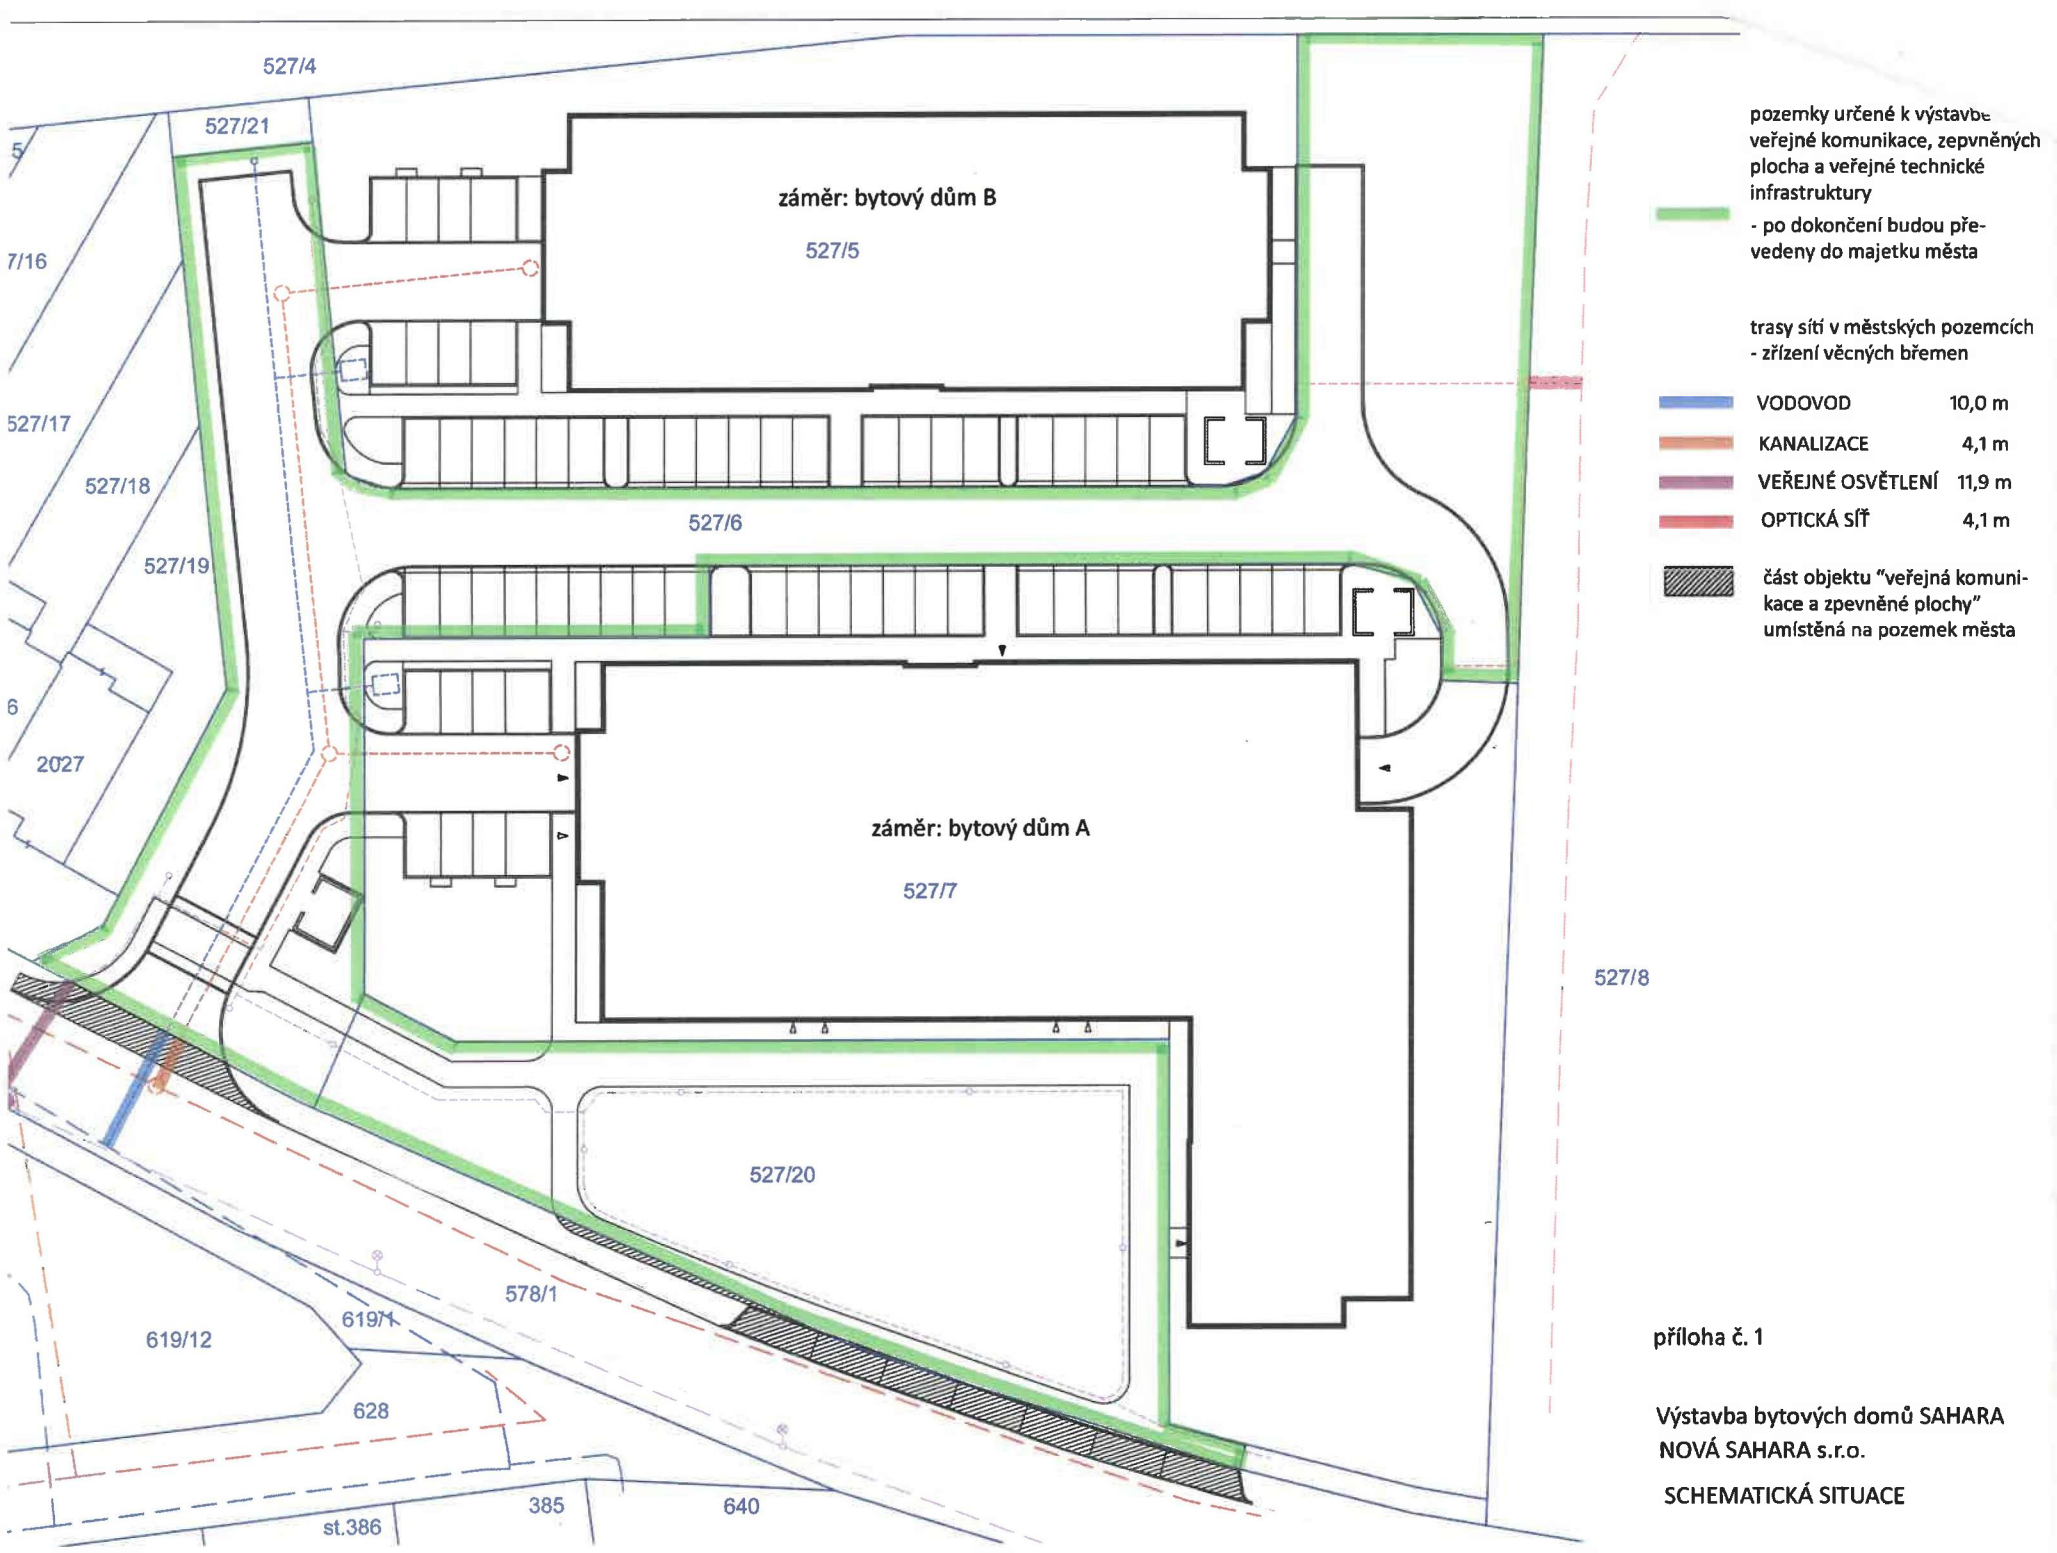 527/4
527/21
5
7/16
527/17
527/18
527/19
6
2027
záměr: bytový dům B
527/5
527/6
záměr: bytový dům A
527/7
527/8
527/20
578/1
619/1
619/12
628
385
640
st.386
pozemky určené k výstavbě
veřejné komunikace, zepvněných
plocha a veřejné technické
infrastruktury
- po dokončení budou pře-
vedeny do majetku města
trasy sítí v městských pozemcích
- zřízení věcných břemen
VODOVOD 10,0 m
KANALIZACE 4,1 m
VEŘEJNÉ OSVĚTLENÍ 11,9 m
OPTICKÁ SÍŤ 4,1 m
část objektu “veřejná komuni-
kace a zpevněné plochy”
umístěná na pozemek města
příloha č. 1
Výstavba bytových domů SAHARA
NOVÁ SAHARA s.r.o.
SCHEMATICKÁ SITUACE